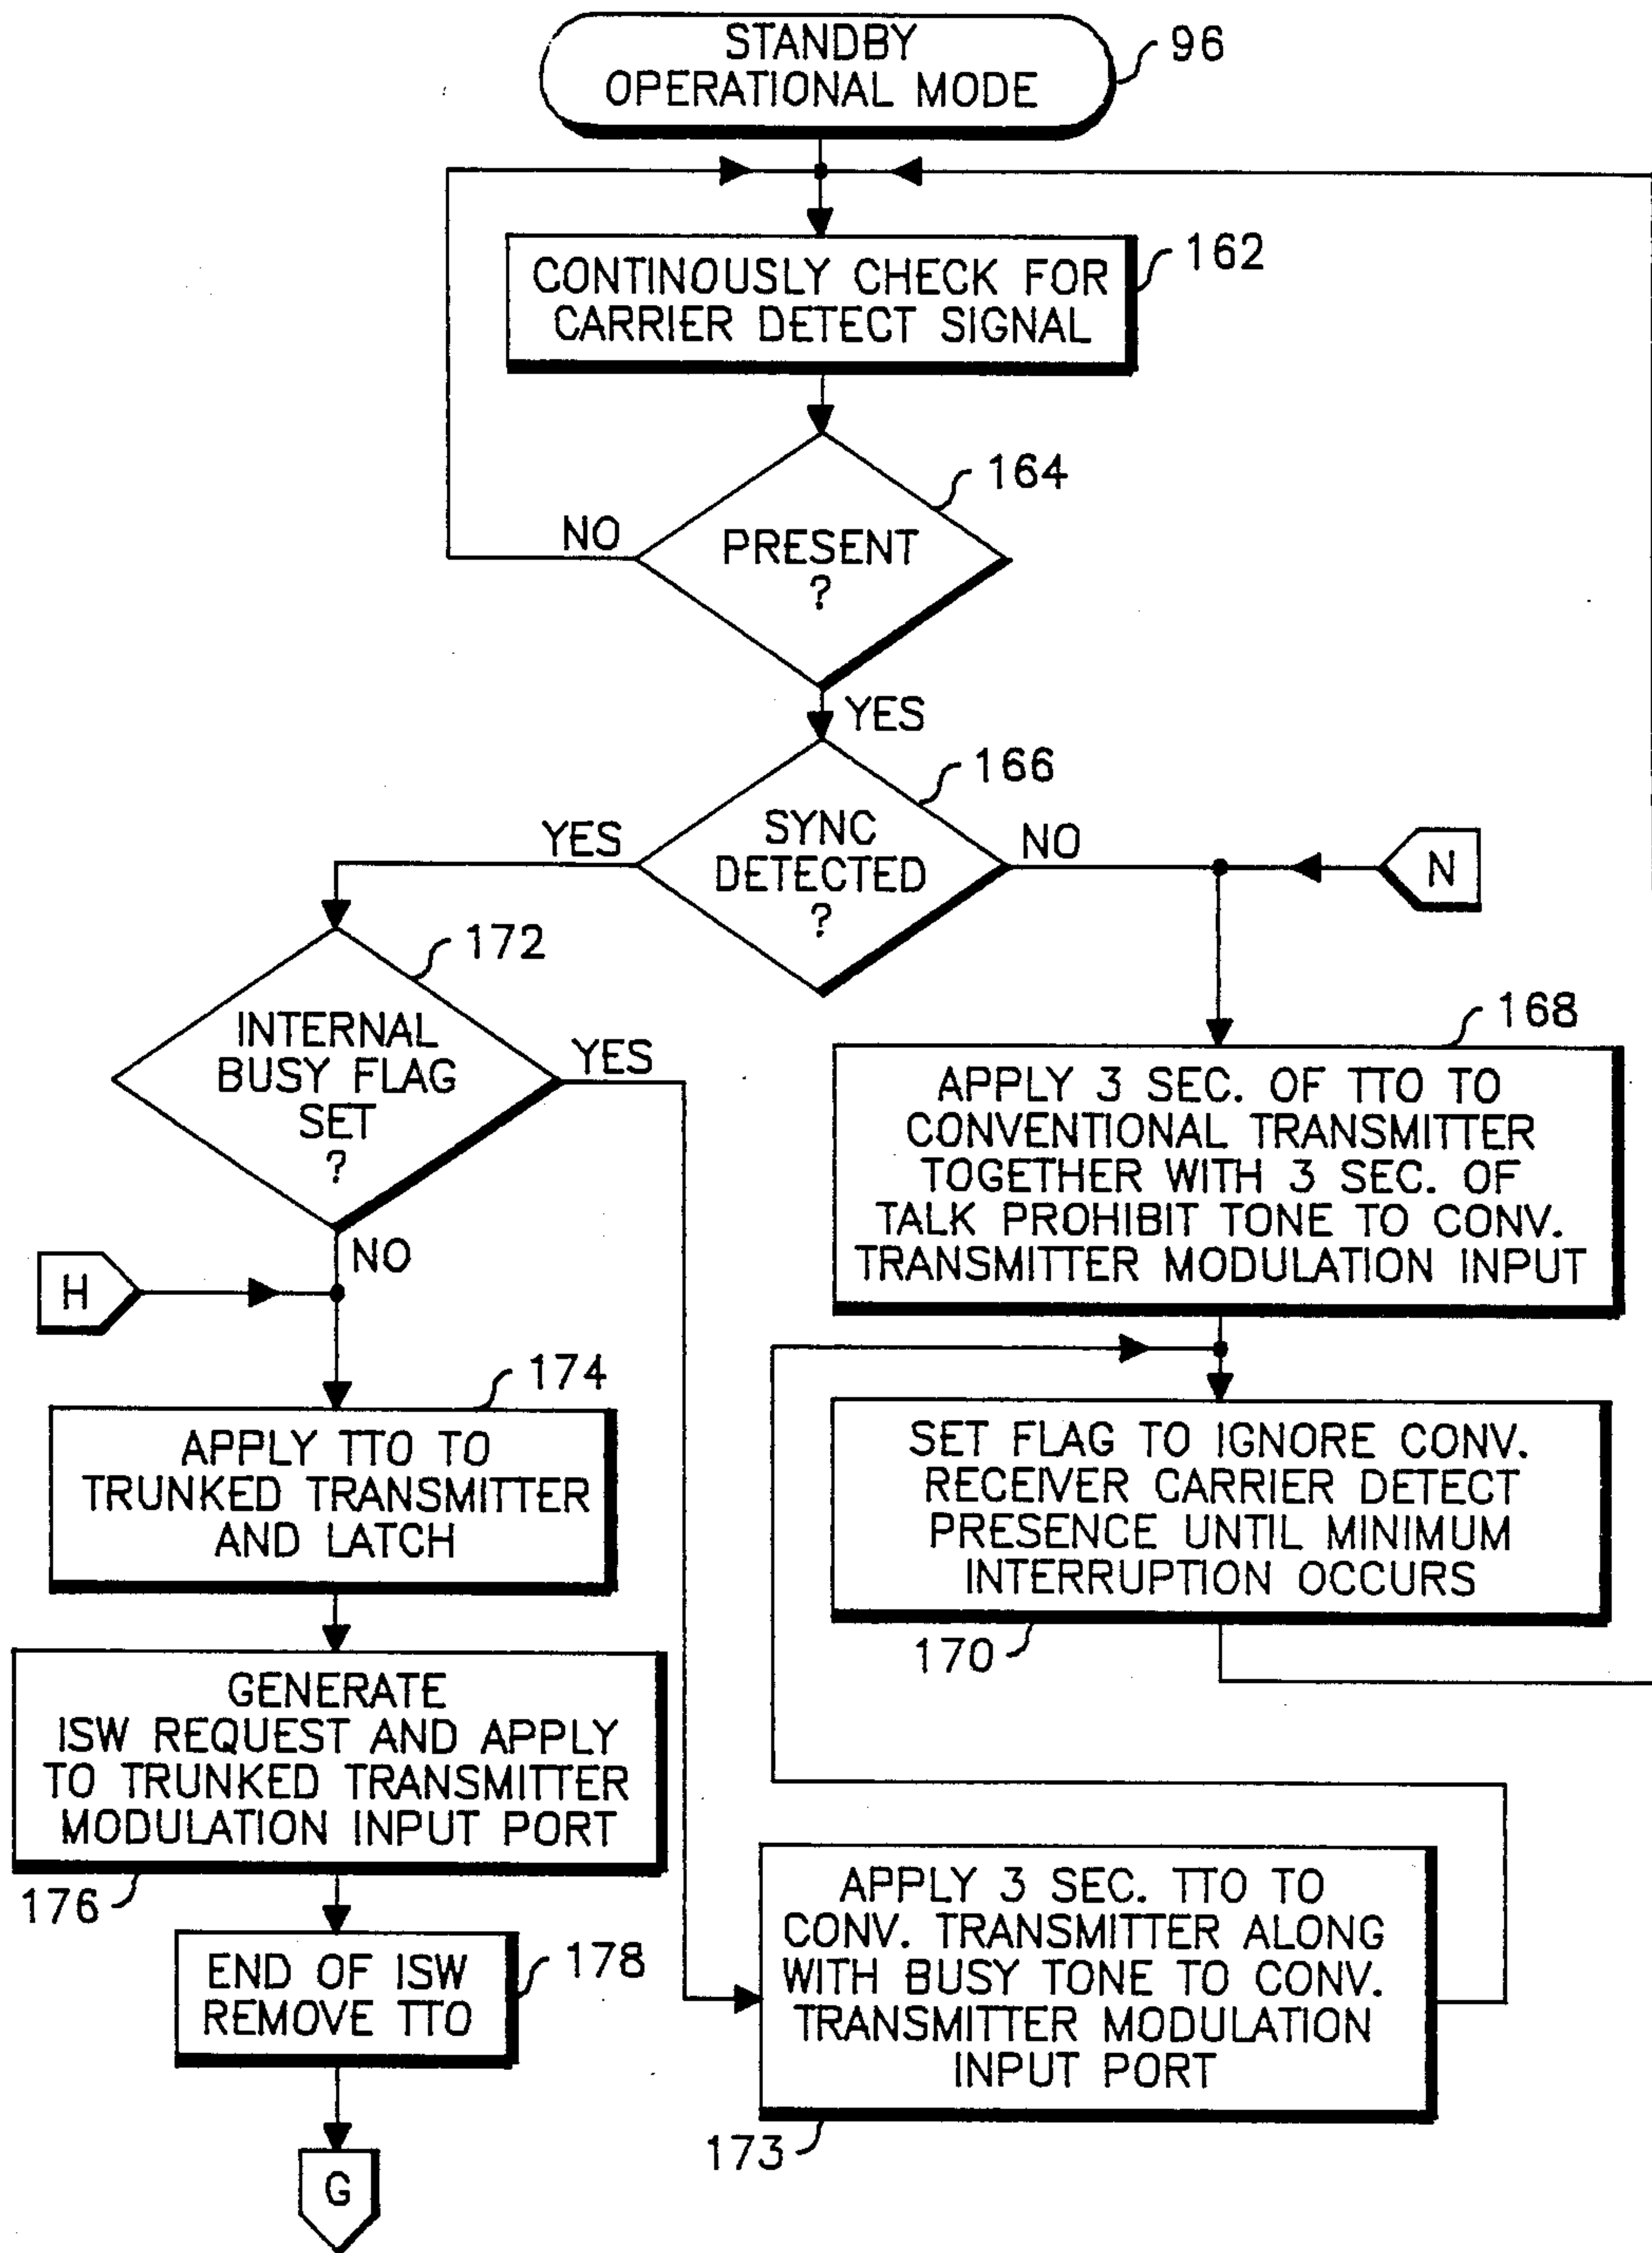 STANDBY
OPERATIONAL MODE
96
CONTINOUSLY CHECK FOR
CARRIER DETECT SIGNAL
162
PRESENT
?
164
NO
YES
SYNC
DETECTED
?
166
YES
NO
N
INTERNAL
BUSY FLAG
SET
?
172
YES
NO
H
APPLY 3 SEC. OF TTO TO
CONVENTIONAL TRANSMITTER
TOGETHER WITH 3 SEC. OF
TALK PROHIBIT TONE TO CONV.
TRANSMITTER MODULATION INPUT
168
APPLY TTO TO
TRUNKED TRANSMITTER
AND LATCH
174
SET FLAG TO IGNORE CONV.
RECEIVER CARRIER DETECT
PRESENCE UNTIL MINIMUM
INTERRUPTION OCCURS
170
GENERATE
ISW REQUEST AND APPLY
TO TRUNKED TRANSMITTER
MODULATION INPUT PORT
176
END OF ISW
REMOVE TTO
178
APPLY 3 SEC. TTO TO
CONV. TRANSMITTER ALONG
WITH BUSY TONE TO CONV.
TRANSMITTER MODULATION
INPUT PORT
173
G